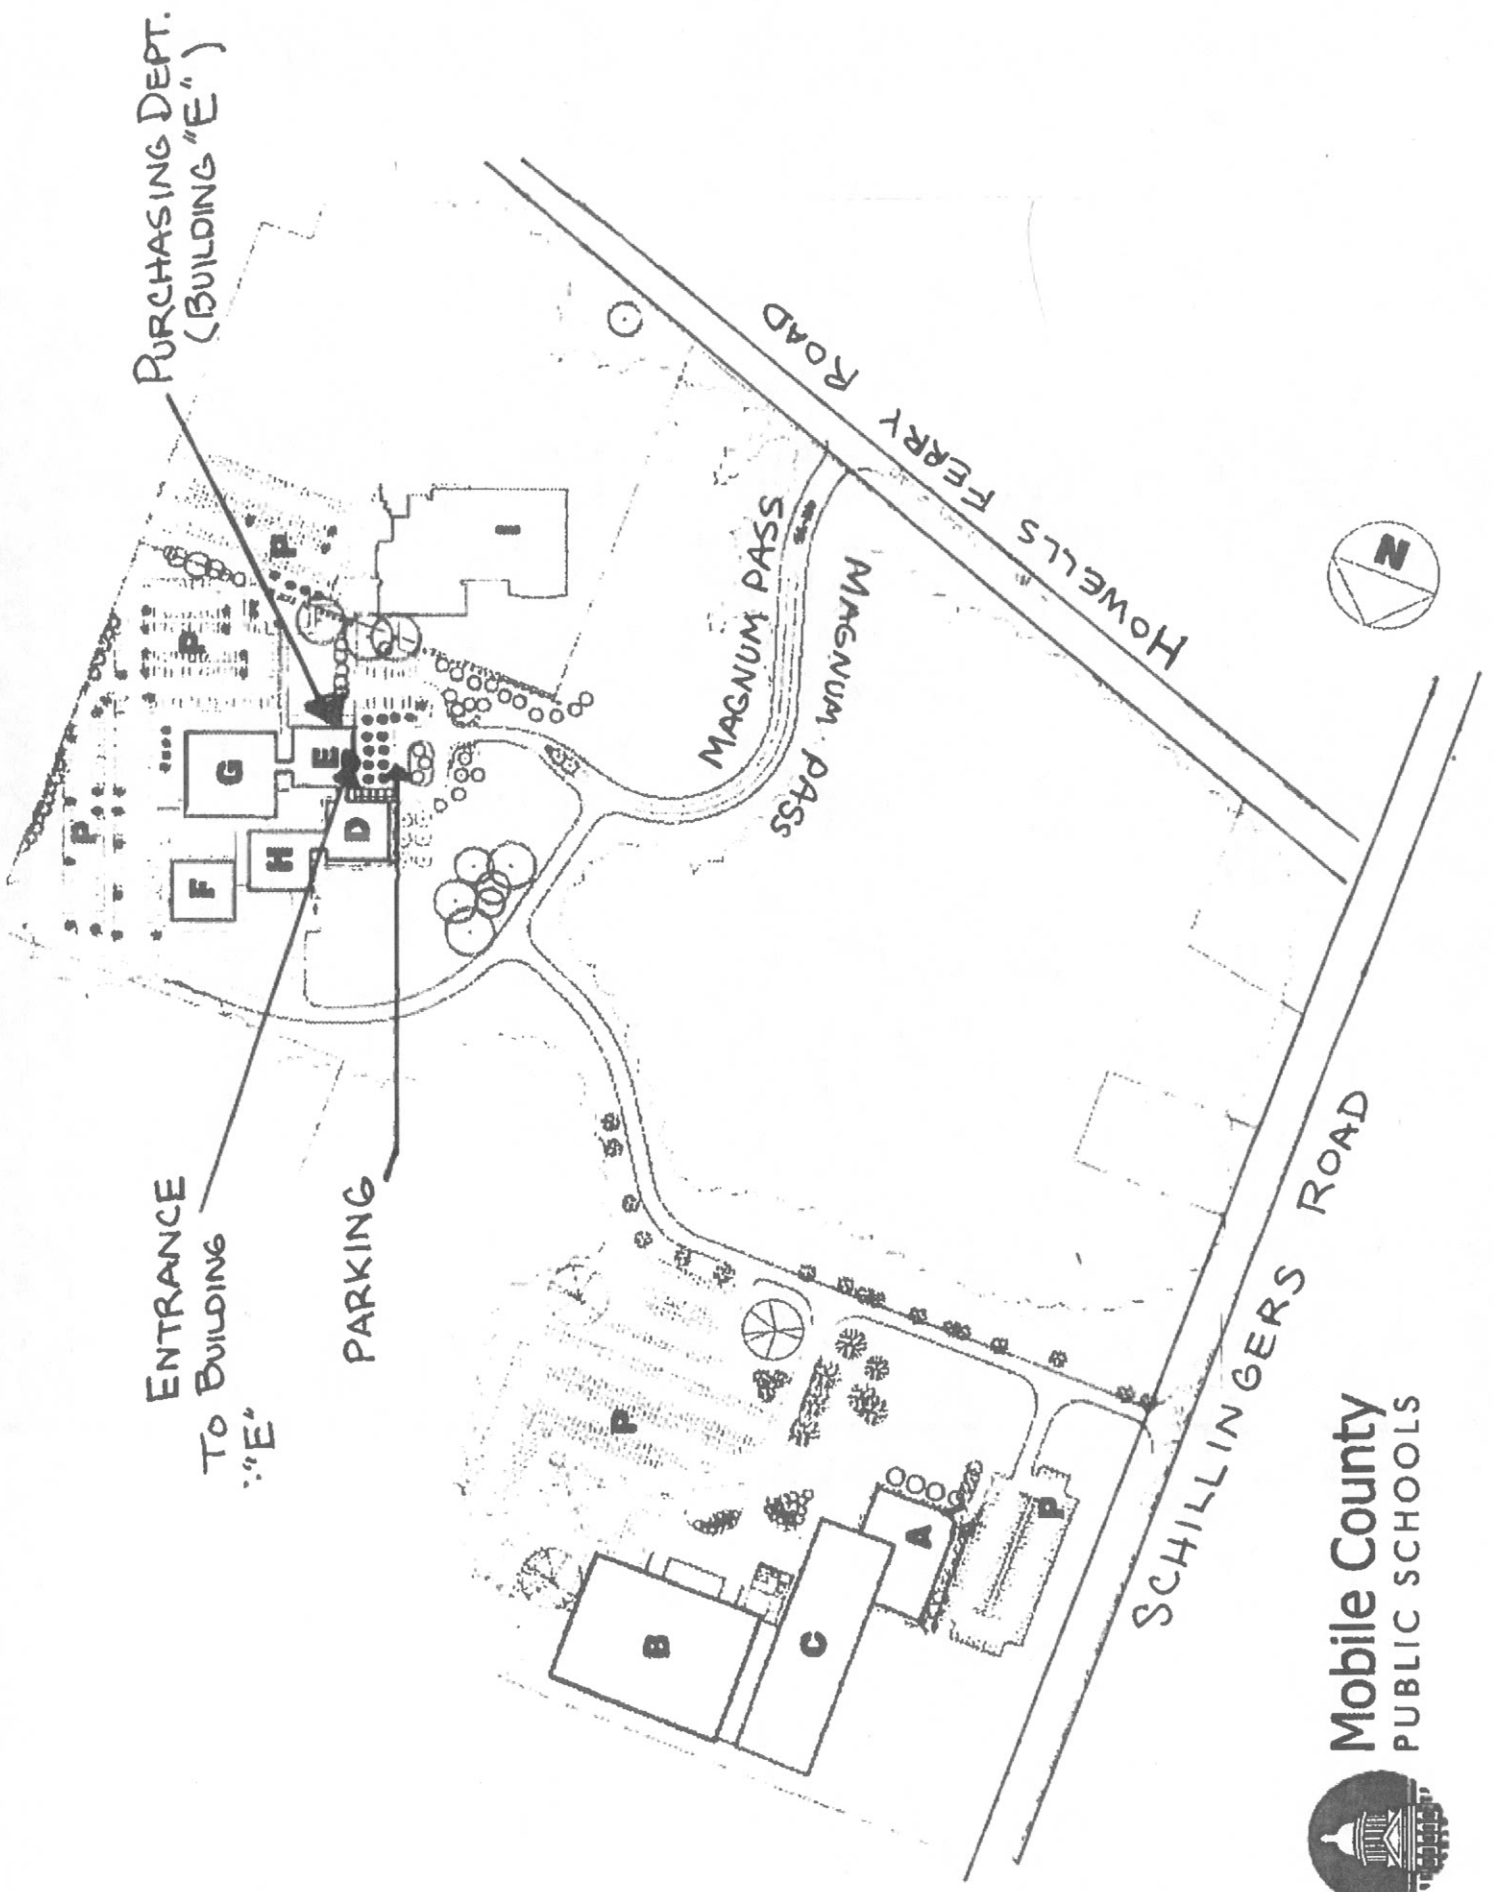 PURCHASING DEPT.
(BUILDING "E")
ENTRANCE
TO BUILDING
"E"
PARKING
P
P
P
G
E
F
H
D
MAGNUM PASS
MAGNUM PASS
HOWELLS FERRY ROAD
N
P
B
C
A
P
SCHILLINGERS ROAD
Mobile County
PUBLIC SCHOOLS